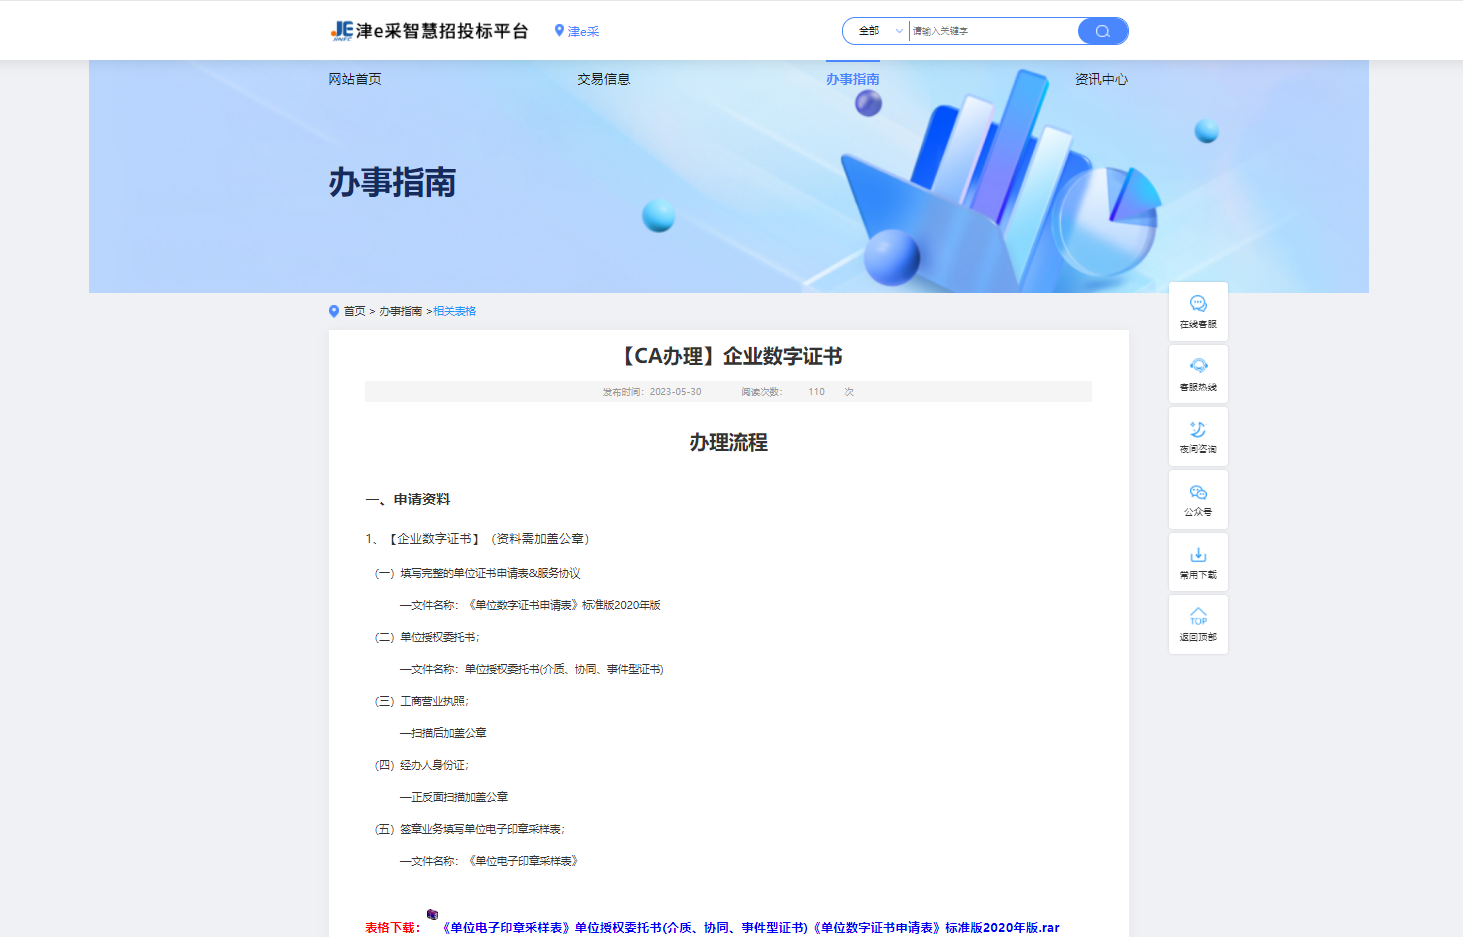 JE JINEC 津e采智慧招投标平台
津e采
全部 请输入关键字
网站首页 交易信息 办事指南 资讯中心
办事指南
首页 > 办事指南 >相关表格
在线客服
客服热线
夜间咨询
公众号
常用下载
TOP
返回顶部
【CA办理】企业数字证书
发布时间：2023-05-30 阅读次数： 110 次
办理流程
一、申请资料
1、【企业数字证书】（资料需加盖公章）
（一）填写完整的单位证书申请表&服务协议
—文件名称：《单位数字证书申请表》标准版2020年版
（二）单位授权委托书；
—文件名称：单位授权委托书(介质、协同、事件型证书)
（三）工商营业执照；
—扫描后加盖公章
（四）经办人身份证；
—正反面扫描加盖公章
（五）签章业务填写单位电子印章采样表；
—文件名称：《单位电子印章采样表》
表格下载：《单位电子印章采样表》单位授权委托书(介质、协同、事件型证书)《单位数字证书申请表》标准版2020年版.rar